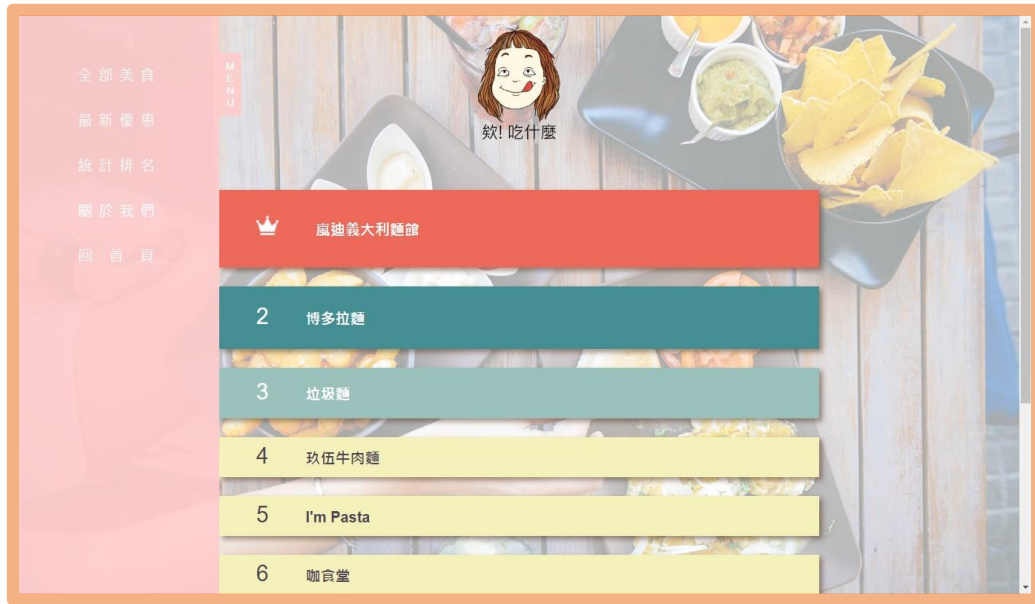 全部美食
最新優惠
統計排名
關於我們
回首頁
MENU
欸! 吃什麼
嵐迪義大利麵館
2 博多拉麵
3 垃圾麵
4 玖伍牛肉麵
5 I'm Pasta
6 咖食堂